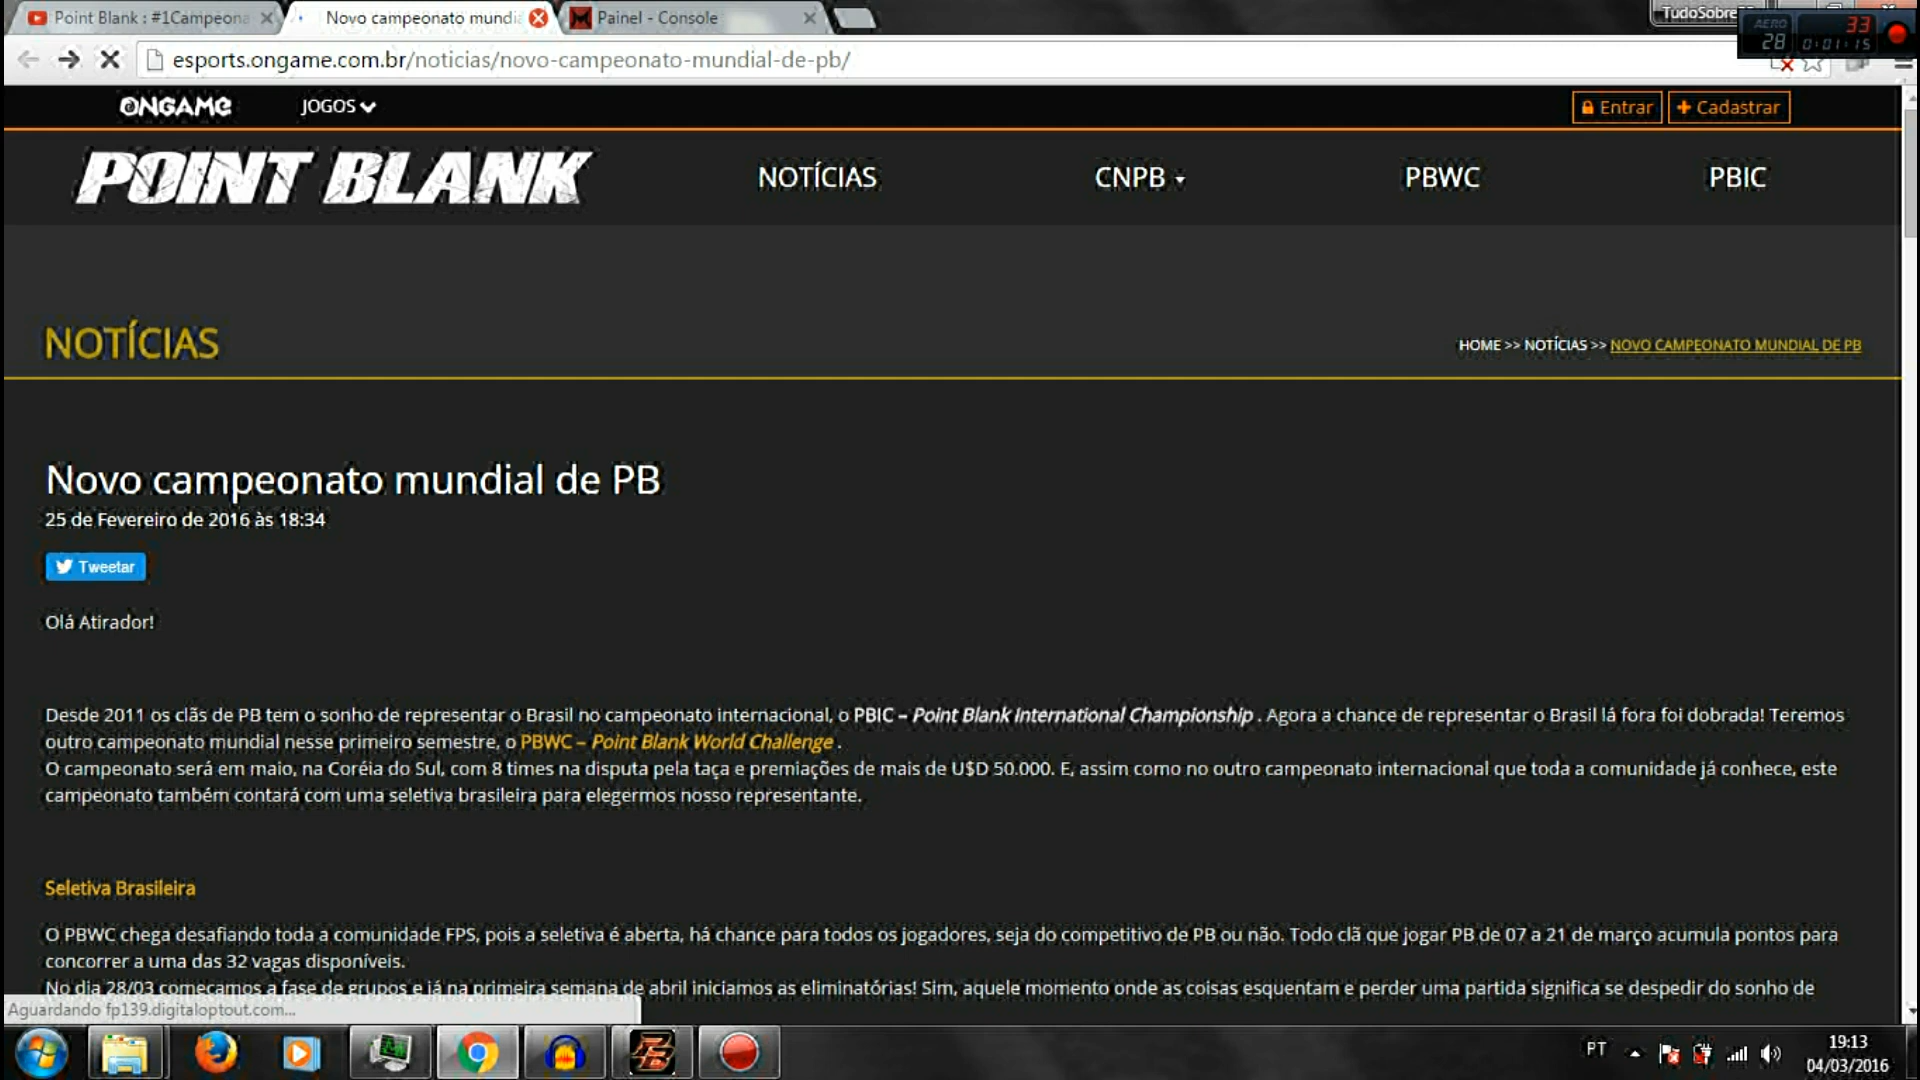 Point Blank : #1Campeona
Novo campeonato mundi
Painel - Console
TudoSobre
AERO
28
33
0:01:15
esports.ongame.com.br/noticias/novo-campeonato-mundial-de-pb/
ONGAME
JOGOS
Entrar
Cadastrar
POINT BLANK
NOTÍCIAS
CNPB
PBWC
PBIC
NOTÍCIAS
HOME >> NOTÍCIAS >> NOVO CAMPEONATO MUNDIAL DE PB
Novo campeonato mundial de PB
25 de Fevereiro de 2016 às 18:34
Tweetar
Olá Atirador!
Desde 2011 os clãs de PB tem o sonho de representar o Brasil no campeonato internacional, o PBIC – Point Blank International Championship . Agora a chance de representar o Brasil lá fora foi dobrada! Teremos
outro campeonato mundial nesse primeiro semestre, o PBWC – Point Blank World Challenge .
O campeonato será em maio, na Coréia do Sul, com 8 times na disputa pela taça e premiações de mais de U$D 50.000. E, assim como no outro campeonato internacional que toda a comunidade já conhece, este
campeonato também contará com uma seletiva brasileira para elegermos nosso representante.
Seletiva Brasileira
O PBWC chega desafiando toda a comunidade FPS, pois a seletiva é aberta, há chance para todos os jogadores, seja do competitivo de PB ou não. Todo clã que jogar PB de 07 a 21 de março acumula pontos para
concorrer a uma das 32 vagas disponíveis.
No dia 28/03 começamos a fase de grupos e já na primeira semana de abril iniciamos as eliminatórias! Sim, aquele momento onde as coisas esquentam e perder uma partida significa se despedir do sonho de
Aguardando fp139.digitaloptout.com...
PT
19:13
04/03/2016